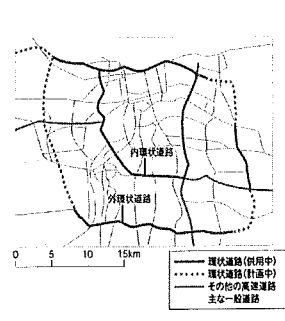 内環状道路
外環状道路
0 5 10 15km
環状道路(併用中)
環状道路(計画中)
その他の高速道路
主な一般道路